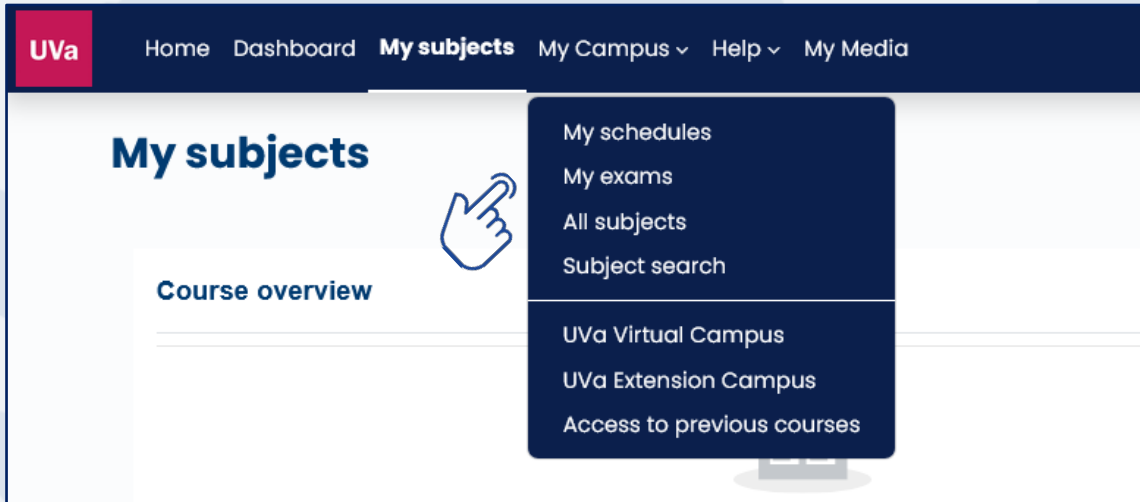 UVa Home Dashboard My subjects My Campus Help My Media
My subjects
My schedules
My exams
All subjects
Subject search
Course overview
UVa Virtual Campus
UVa Extension Campus
Access to previous courses